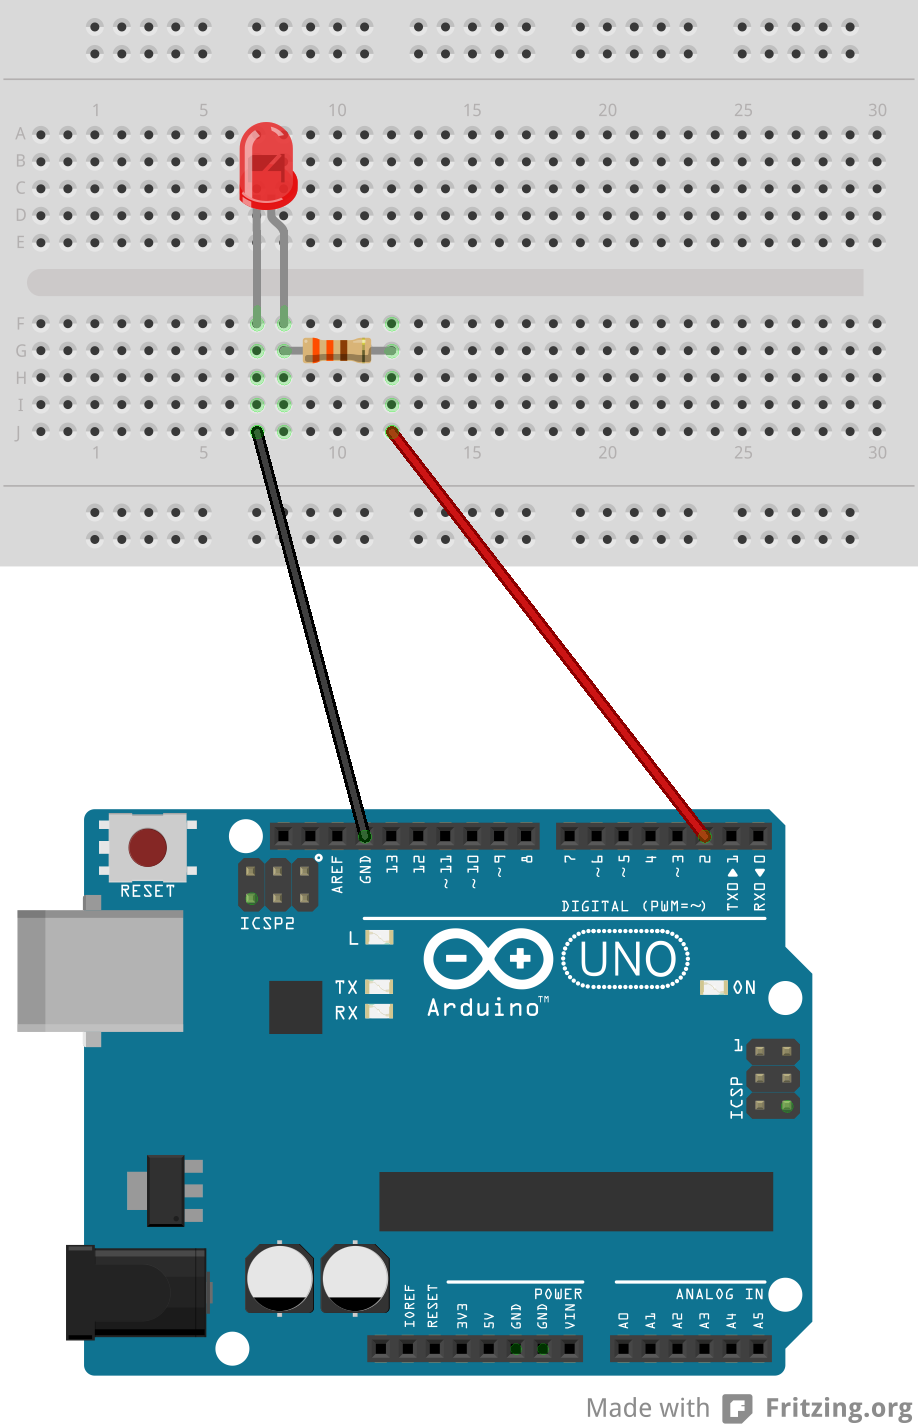 1 5 10 15 20 25 30
A
B
C
D
E
F
G
H
I
J
1 5 10 15 20 25 30
RESET
AREF
GND
13
12
~11
~10
~9
8
7
~6
~5
4
~3
2
TX0▶1
RX0◀0
ICSP2
DIGITAL (PWM=~)
L
TX
RX
Arduino™
UNO
ON
1
ICSP
POWER
ANALOG IN
IOREF
RESET
3V3
5V
GND
GND
VIN
A0
A1
A2
A3
A4
A5
Made with Fritzing.org